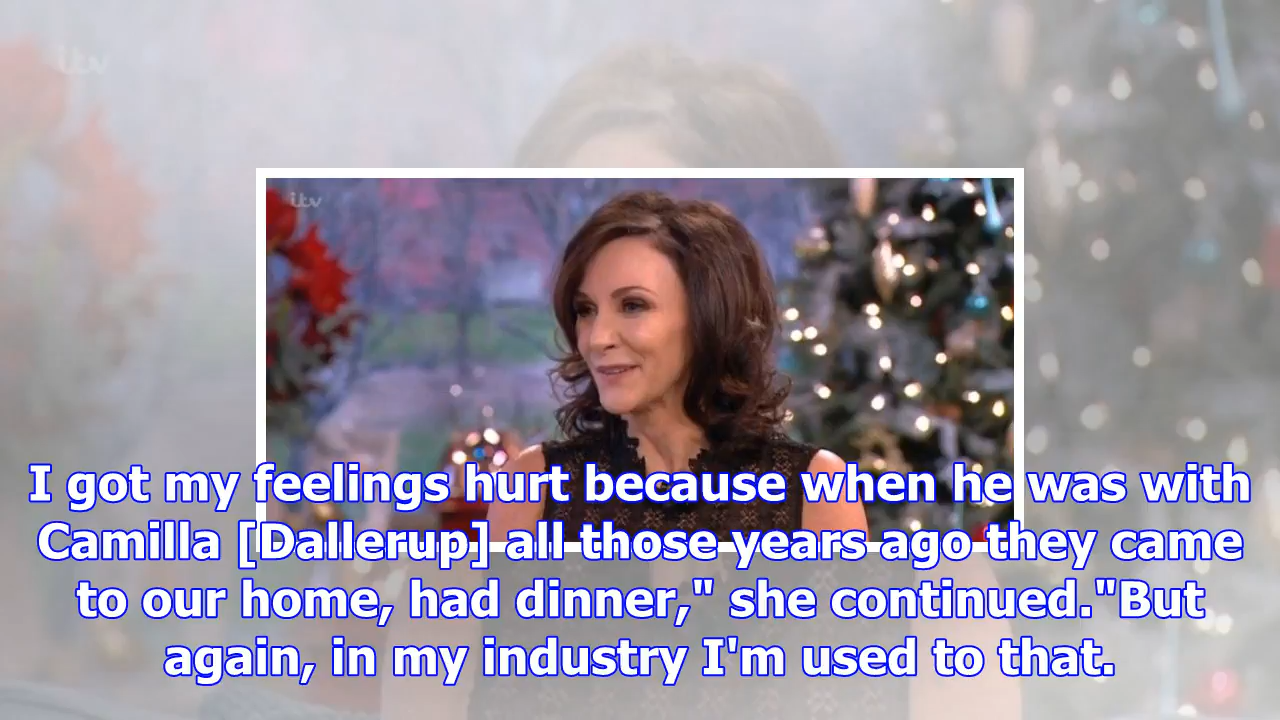 itv
itv
I got my feelings hurt because when he was with
Camilla [Dallerup] all those years ago they came
to our home, had dinner," she continued."But
again, in my industry I'm used to that.